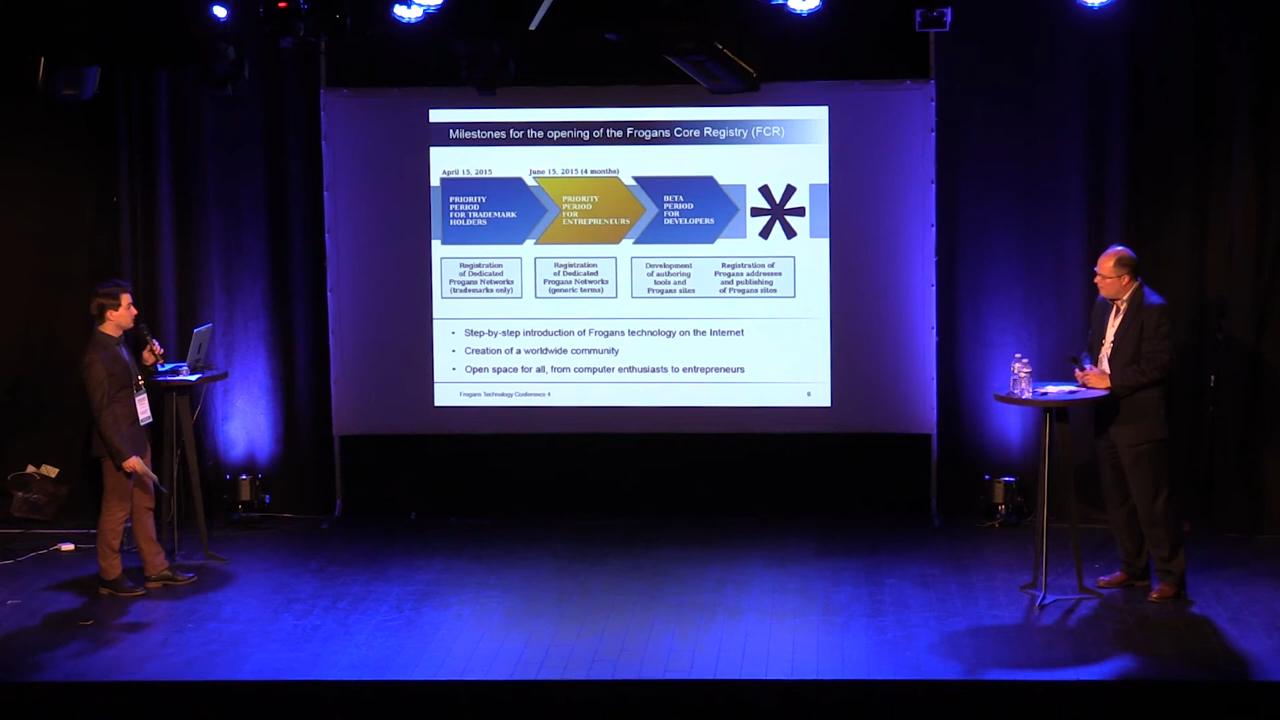 Milestones for the opening of the Frogans Core Registry (FCR)
April 15, 2015
June 15, 2015 (4 months)
PRIORITY
PERIOD
FOR TRADEMARK
HOLDERS
PRIORITY
PERIOD
FOR
ENTREPRENEURS
BETA
PERIOD
FOR
DEVELOPERS
Registration
of Dedicated
Frogans Networks
(trademarks only)
Registration
of Dedicated
Frogans Networks
(generic terms)
Development
of authoring
tools and
Frogans sites
Registration of
Frogans addresses
and publishing
of Frogans sites
• Step-by-step introduction of Frogans technology on the Internet
• Creation of a worldwide community
• Open space for all, from computer enthusiasts to entrepreneurs
Frogans Technology Conference 4
6